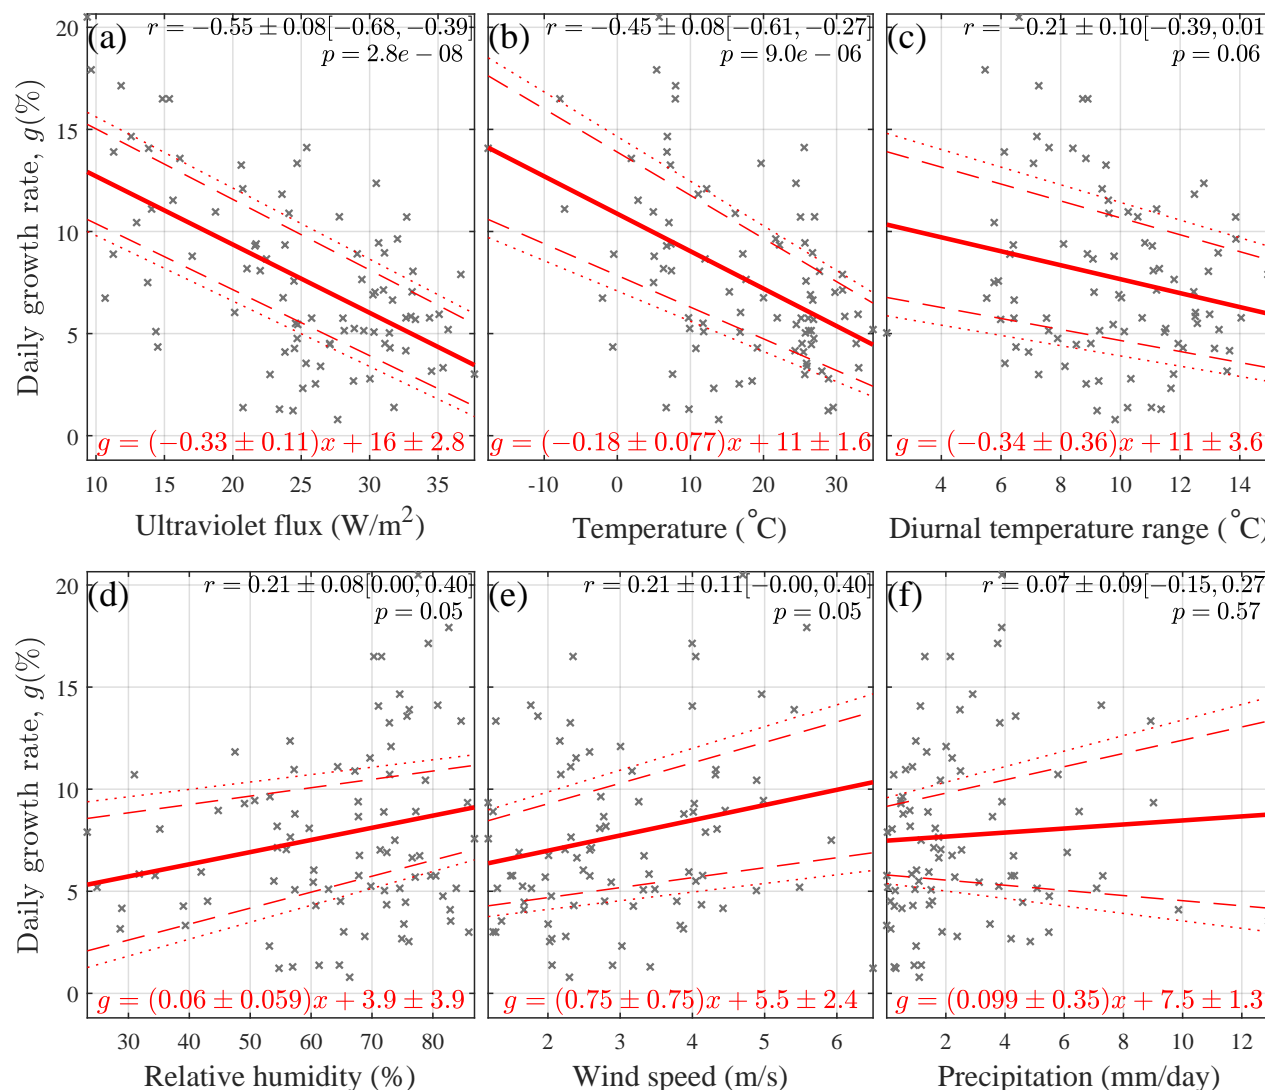 (a) r = −0.55 ± 0.08[−0.68, −0.39]
p = 2.8e − 08
(b) r = −0.45 ± 0.08[−0.61, −0.27]
p = 9.0e − 06
(c) r = −0.21 ± 0.10[−0.39, 0.01
p = 0.06
20
15
10
5
0
Daily growth rate, g(%)
g = (−0.33 ± 0.11)x + 16 ± 2.8
g = (−0.18 ± 0.077)x + 11 ± 1.6
g = (−0.34 ± 0.36)x + 11 ± 3.6
10 15 20 25 30 35
-10 0 10 20 30
4 6 8 10 12 14
Ultraviolet flux (W/m²)
Temperature (°C)
Diurnal temperature range (°C)
(d) r = 0.21 ± 0.08[0.00, 0.40]
p = 0.05
(e) r = 0.21 ± 0.11[−0.00, 0.40]
p = 0.05
(f) r = 0.07 ± 0.09[−0.15, 0.27
p = 0.57
20
15
10
5
0
Daily growth rate, g(%)
g = (0.06 ± 0.059)x + 3.9 ± 3.9
g = (0.75 ± 0.75)x + 5.5 ± 2.4
g = (0.099 ± 0.35)x + 7.5 ± 1.3
30 40 50 60 70 80
2 3 4 5 6
2 4 6 8 10 12
Relative humidity (%)
Wind speed (m/s)
Precipitation (mm/day)